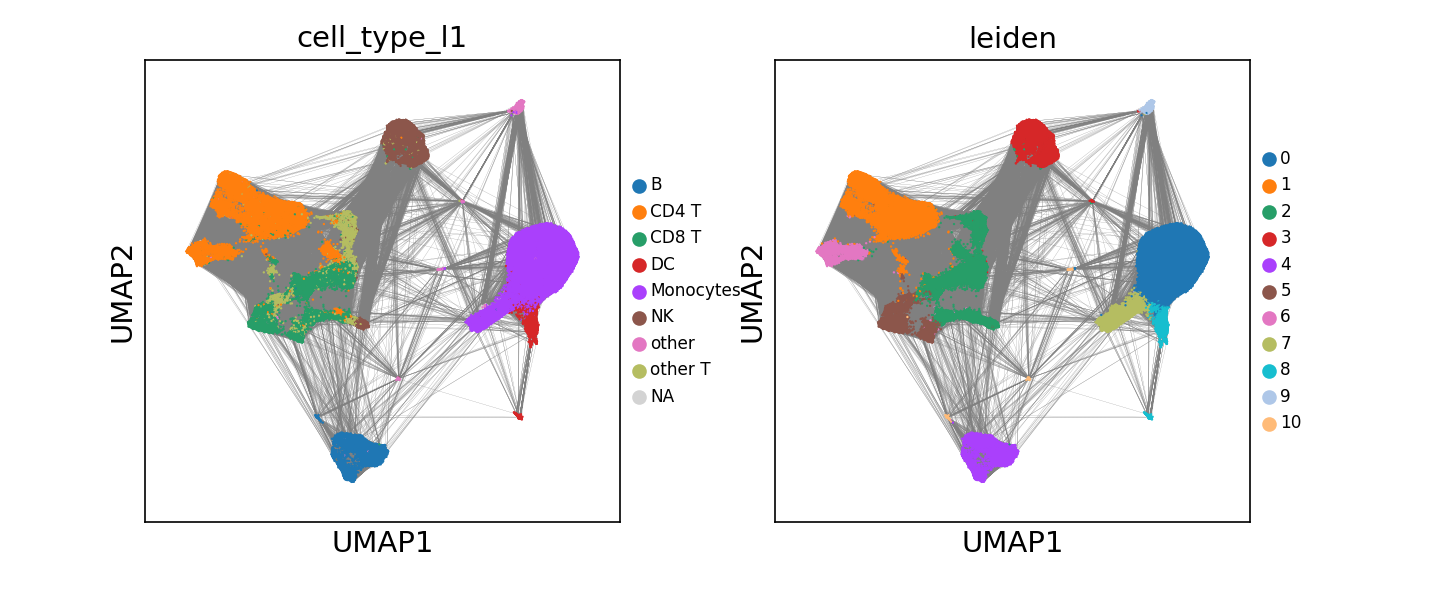 cell_type_l1
UMAP2
UMAP1
B
CD4 T
CD8 T
DC
Monocytes
NK
other
other T
NA
leiden
UMAP2
UMAP1
0
1
2
3
4
5
6
7
8
9
10